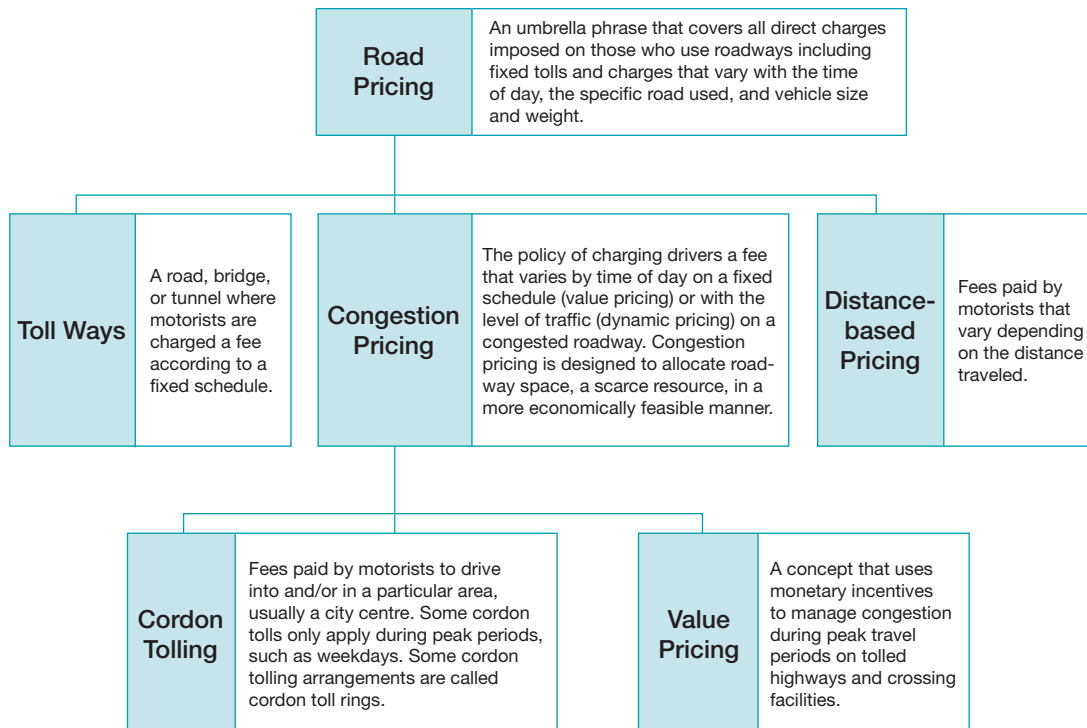 Road
Pricing
An umbrella phrase that covers all direct charges
imposed on those who use roadways including
fixed tolls and charges that vary with the time
of day, the specific road used, and vehicle size
and weight.
Toll Ways
A road, bridge,
or tunnel where
motorists are
charged a fee
according to a
fixed schedule.
Congestion
Pricing
The policy of charging drivers a fee
that varies by time of day on a fixed
schedule (value pricing) or with the
level of traffic (dynamic pricing) on a
congested roadway. Congestion
pricing is designed to allocate road-
way space, a scarce resource, in a
more economically feasible manner.
Distance-
based
Pricing
Fees paid by
motorists that
vary depending
on the distance
traveled.
Cordon
Tolling
Fees paid by motorists to drive
into and/or in a particular area,
usually a city centre. Some cordon
tolls only apply during peak periods,
such as weekdays. Some cordon
tolling arrangements are called
cordon toll rings.
Value
Pricing
A concept that uses
monetary incentives
to manage congestion
during peak travel
periods on tolled
highways and crossing
facilities.